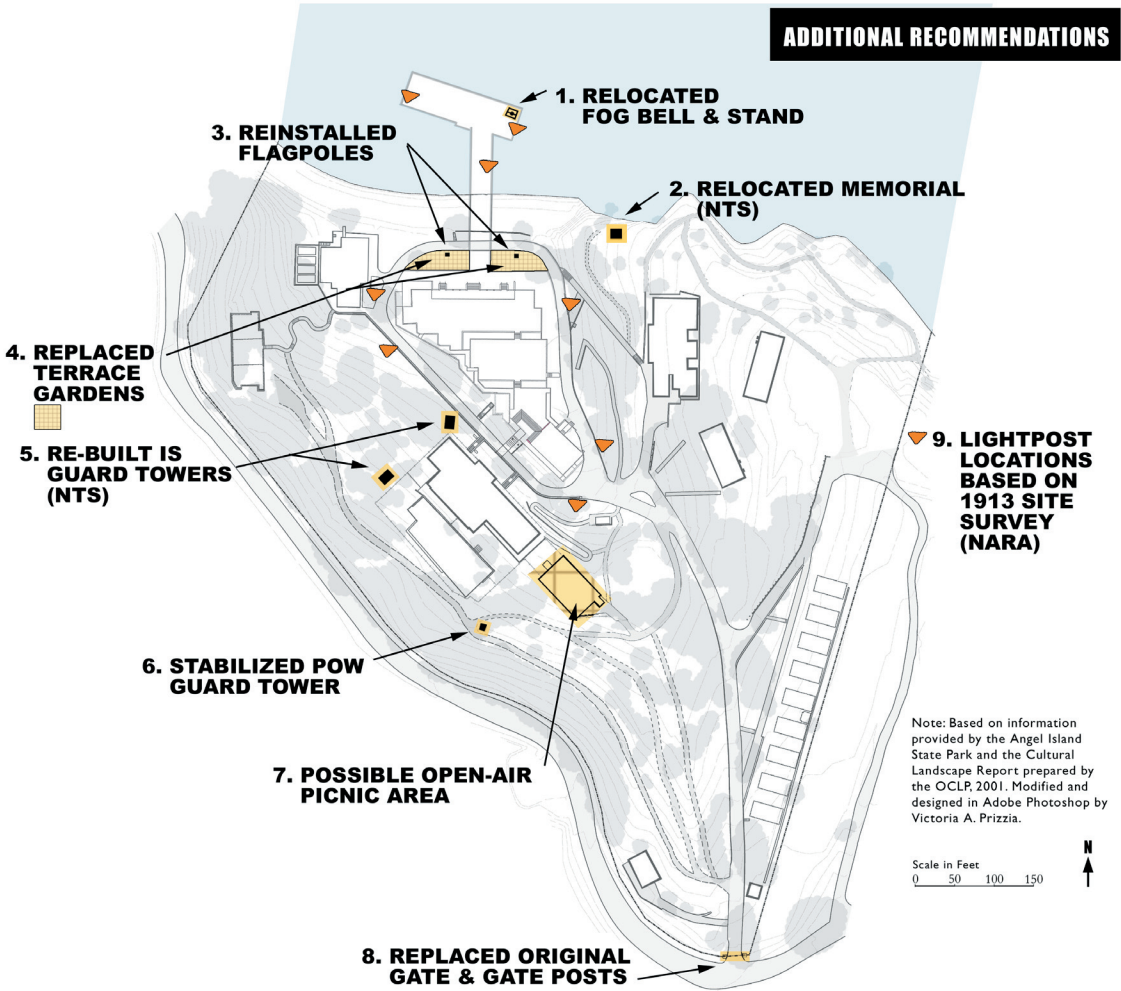 ADDITIONAL RECOMMENDATIONS
1. RELOCATED
FOG BELL & STAND
3. REINSTALLED
FLAGPOLES
2. RELOCATED MEMORIAL
(NTS)
4. REPLACED
TERRACE
GARDENS
5. RE-BUILT IS
GUARD TOWERS
(NTS)
9. LIGHTPOST
LOCATIONS
BASED ON
1913 SITE
SURVEY
(NARA)
6. STABILIZED POW
GUARD TOWER
7. POSSIBLE OPEN-AIR
PICNIC AREA
Note: Based on information
provided by the Angel Island
State Park and the Cultural
Landscape Report prepared by
the OCLP, 2001. Modified and
designed in Adobe Photoshop by
Victoria A. Prizzia.
N
Scale in Feet
0 50 100 150
8. REPLACED ORIGINAL
GATE & GATE POSTS